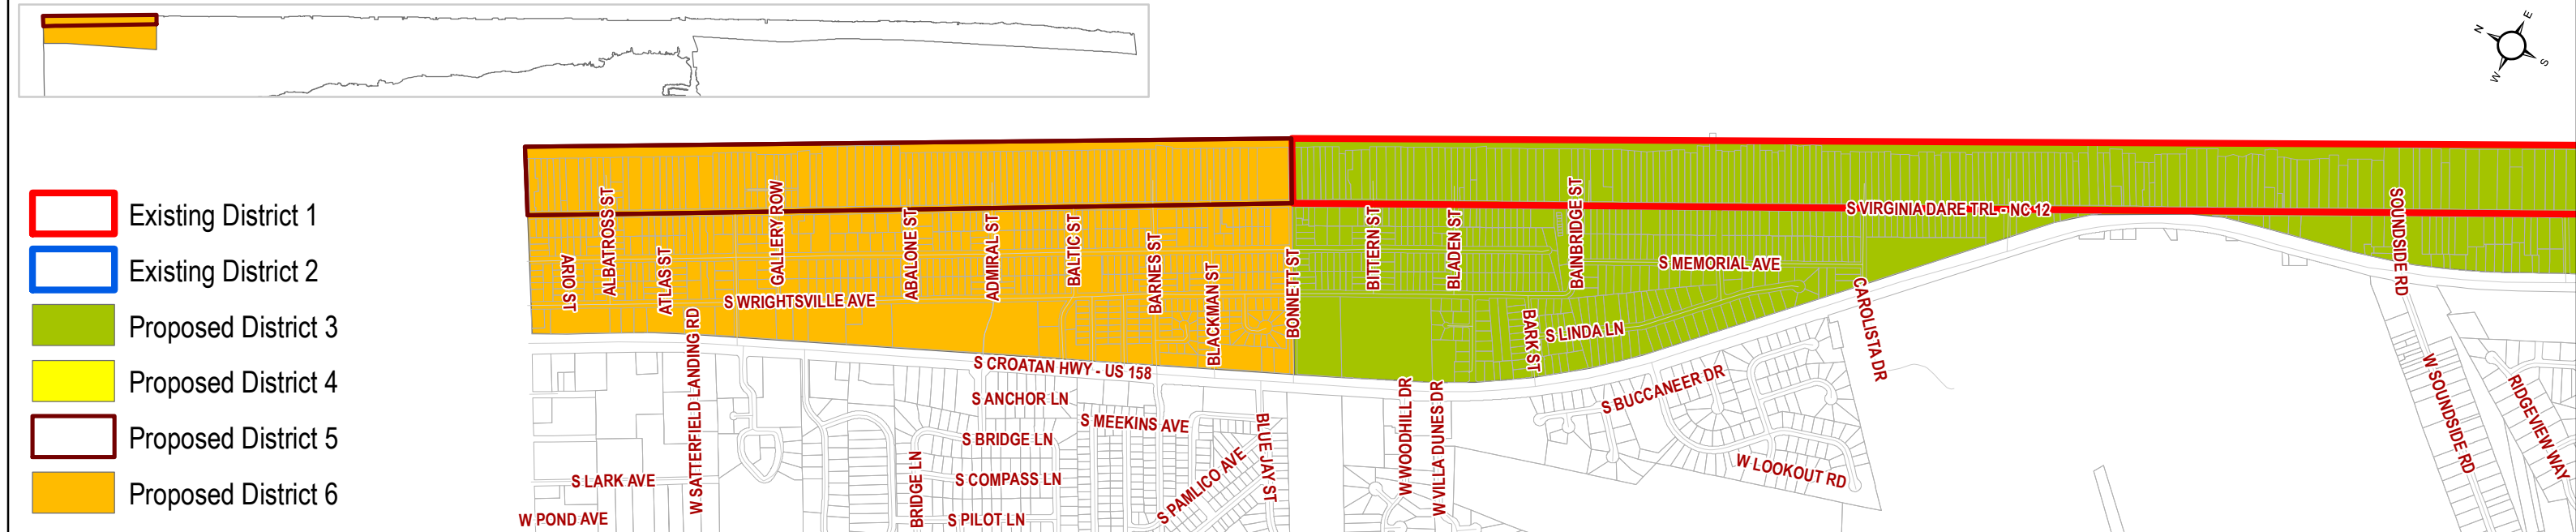 N
E
W
S
Existing District 1
Existing District 2
Proposed District 3
Proposed District 4
Proposed District 5
Proposed District 6
ARIO ST
ALBATROSS ST
ATLAS ST
W SATTERFIELD LANDING RD
GALLERY ROW
S WRIGHTSVILLE AVE
ABALONE ST
ADMIRAL ST
BALTIC ST
BARNES ST
BLACKMAN ST
BONNETT ST
BITTERN ST
BLADEN ST
BAINBRIDGE ST
BARK ST
S VIRGINIA DARE TRL - NC 12
S MEMORIAL AVE
S LINDA LN
CAROLISTA DR
SOUNDSIDE RD
S CROATAN HWY - US 158
S ANCHOR LN
S MEEKINS AVE
S BRIDGE LN
BRIDGE LN
S COMPASS LN
S PILOT LN
S PAMLICO AVE
BLUE JAY ST
S LARK AVE
W POND AVE
W WOODHILL DR
W VILLA DUNES DR
S BUCCANEER DR
W LOOKOUT RD
W SOUNDSIDE RD
RIDGEVIEW WAY